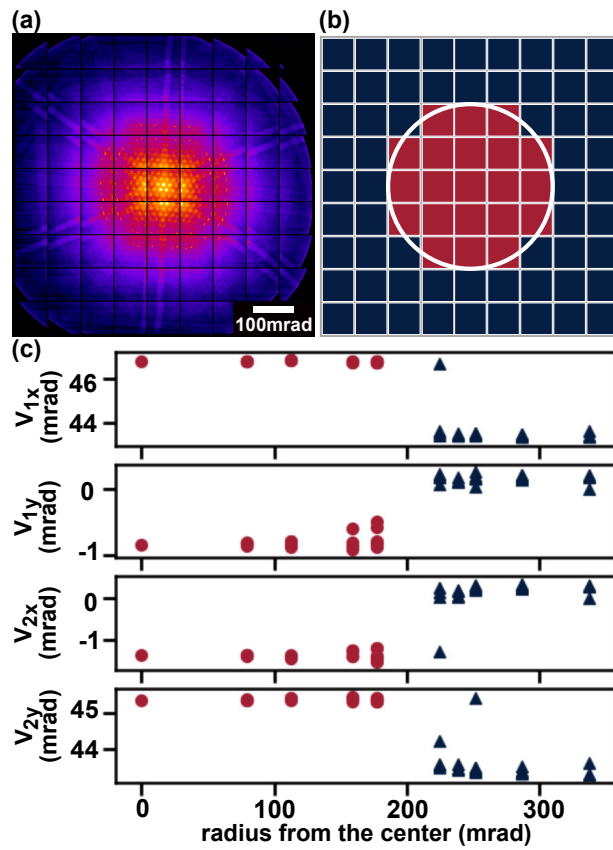 (a)
(b)
100mrad
(c)
V1x
(mrad)
46
44
V1y
(mrad)
0
-1
V2x
(mrad)
0
-1
V2y
(mrad)
45
43
0
100
200
300
radius from the center (mrad)